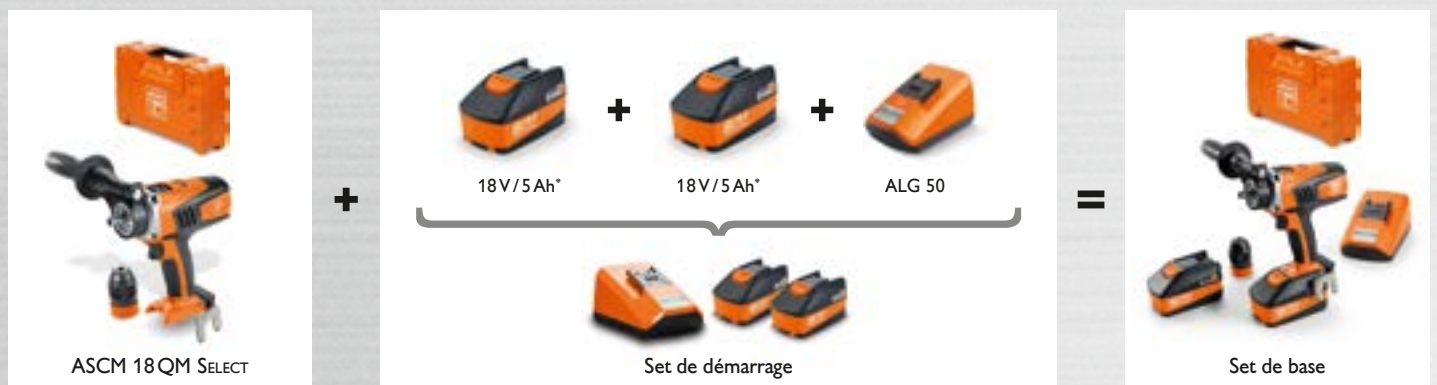 +
+
18 V / 5 Ah*
18 V / 5 Ah*
ALG 50
+
=
ASCM 18 QM SELECT
Set de démarrage
Set de base